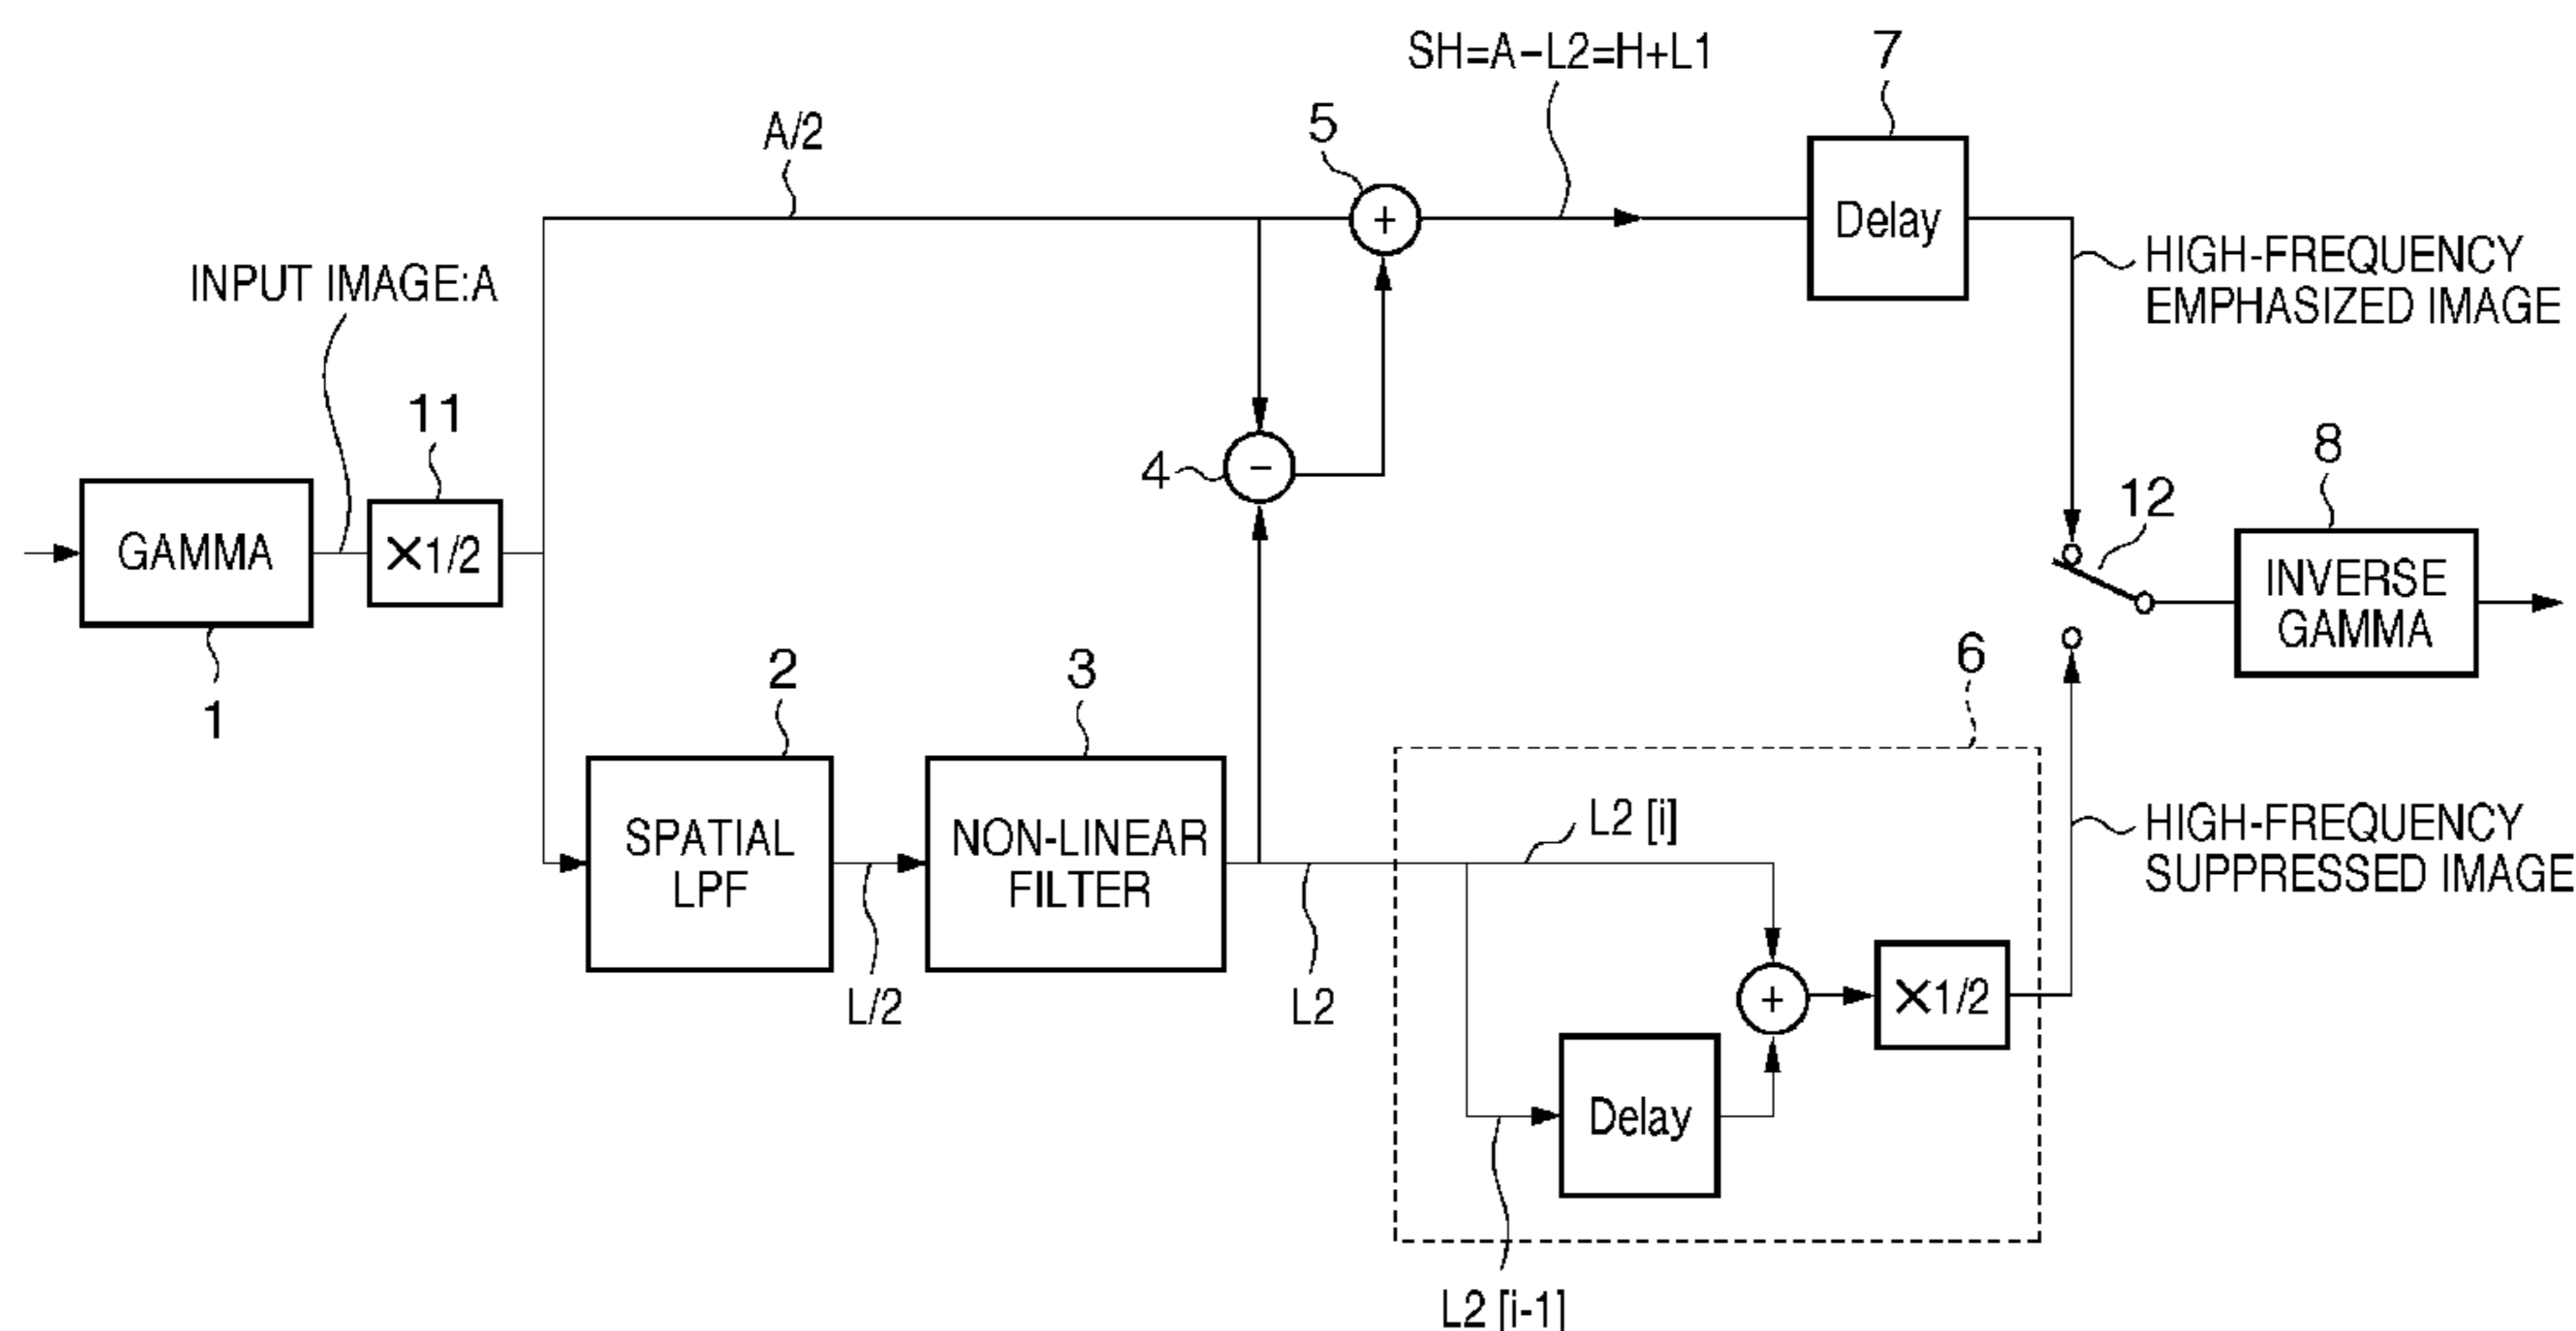 SH=A-L2=H+L1
7
A/2
5
+
Delay
HIGH-FREQUENCY
EMPHASIZED IMAGE
INPUT IMAGE:A
11
4
-
8
12
GAMMA
×1/2
INVERSE
GAMMA
1
2
3
6
SPATIAL
LPF
NON-LINEAR
FILTER
L2 [i]
HIGH-FREQUENCY
SUPPRESSED IMAGE
L/2
L2
+
×1/2
Delay
L2 [i-1]